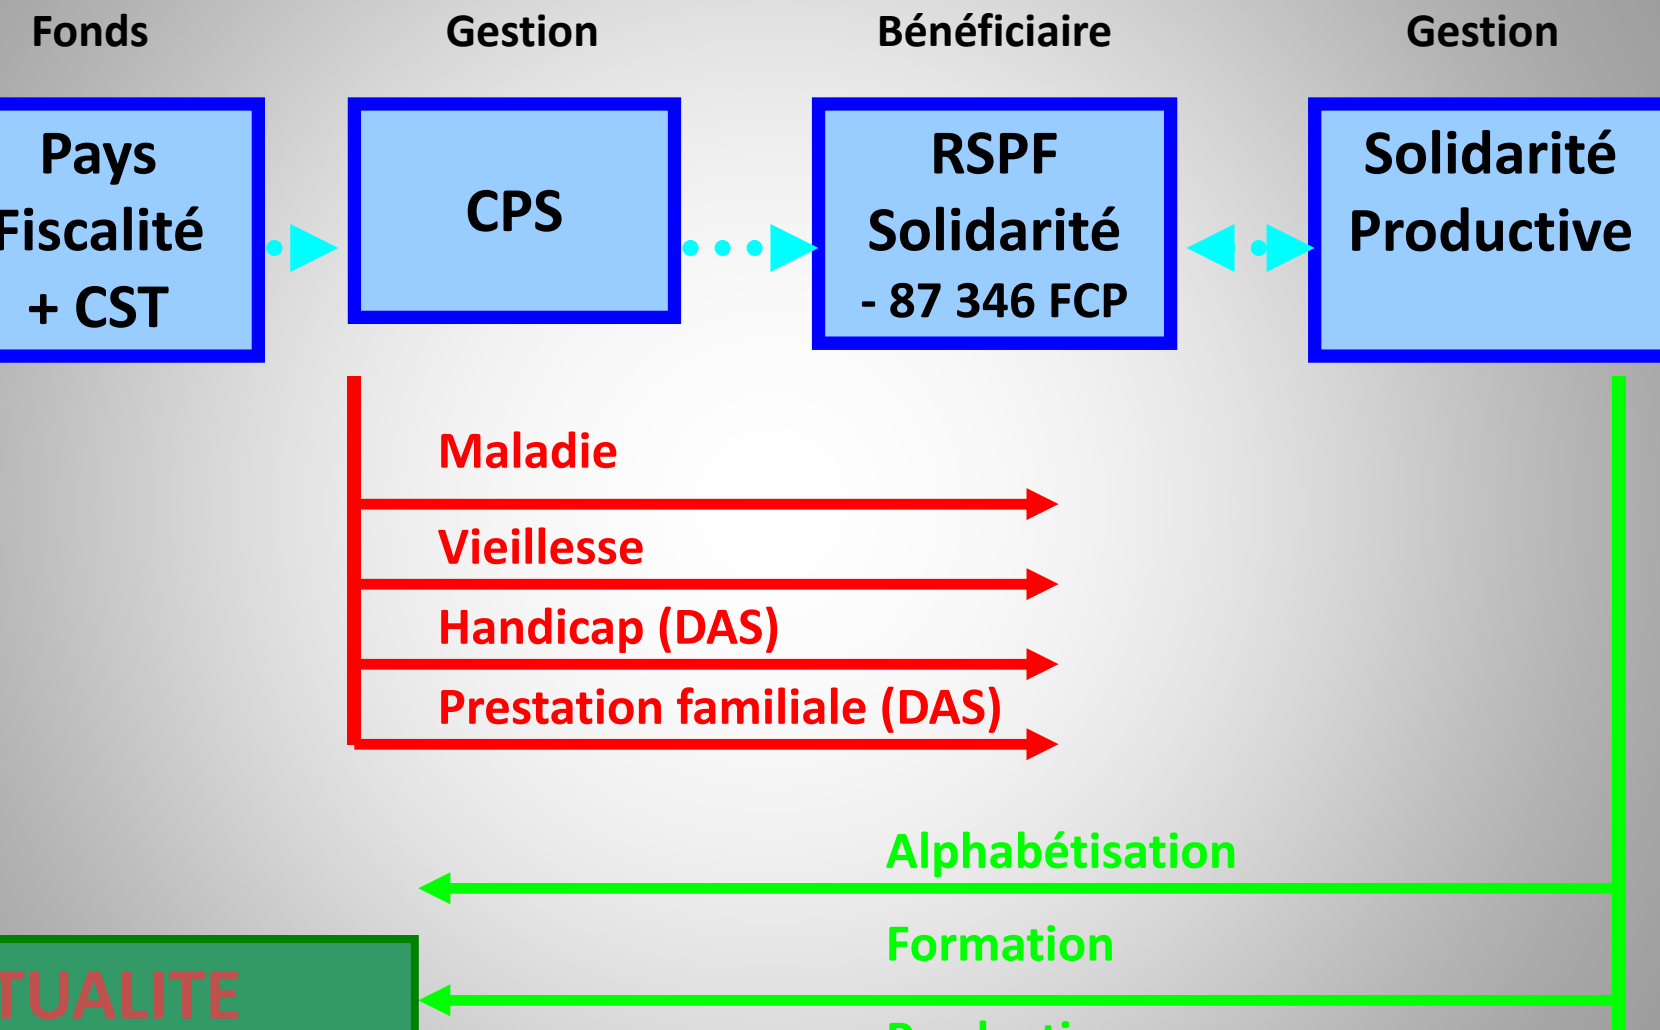 Fonds Gestion Bénéficiaire Gestion
Pays
Fiscalité
+ CST
CPS
RSPF
Solidarité
- 87 346 FCP
Solidarité
Productive
Maladie
Vieillesse
Handicap (DAS)
Prestation familiale (DAS)
Alphabétisation
Formation
TUALITE